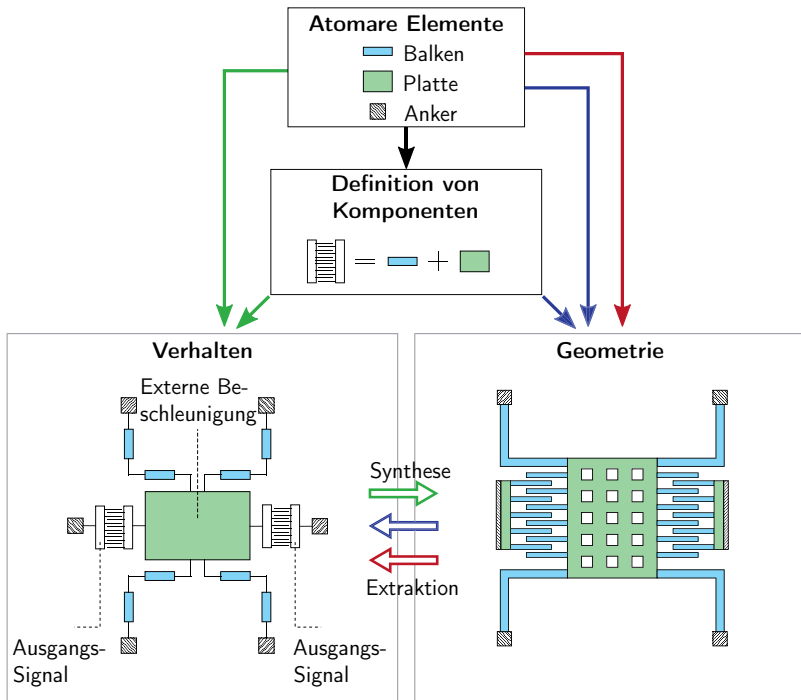 Atomare Elemente
Balken
Platte
Anker
Definition von
Komponenten
Verhalten
Externe Be-
schleunigung
Ausgangs-
Signal
Ausgangs-
Signal
Synthese
Extraktion
Geometrie